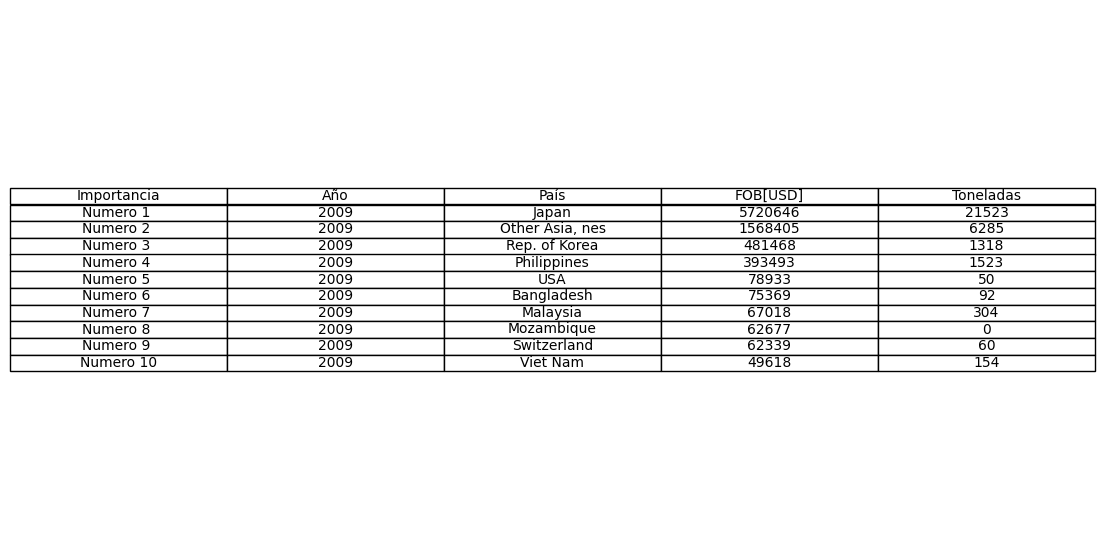 Importancia Año País FOB[USD] Toneladas
Numero 1 2009 Japan 5720646 21523
Numero 2 2009 Other Asia, nes 1568405 6285
Numero 3 2009 Rep. of Korea 481468 1318
Numero 4 2009 Philippines 393493 1523
Numero 5 2009 USA 78933 50
Numero 6 2009 Bangladesh 75369 92
Numero 7 2009 Malaysia 67018 304
Numero 8 2009 Mozambique 62677 0
Numero 9 2009 Switzerland 62339 60
Numero 10 2009 Viet Nam 49618 154